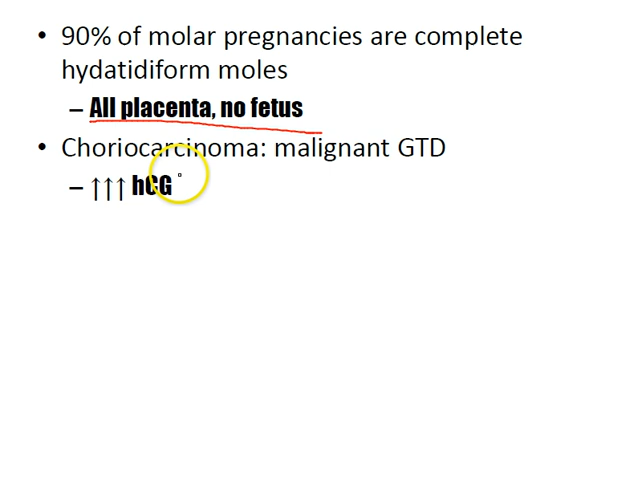 • 90% of molar pregnancies are complete
hydatidiform moles
– All placenta, no fetus
• Choriocarcinoma: malignant GTD
– ↑↑↑ hCG